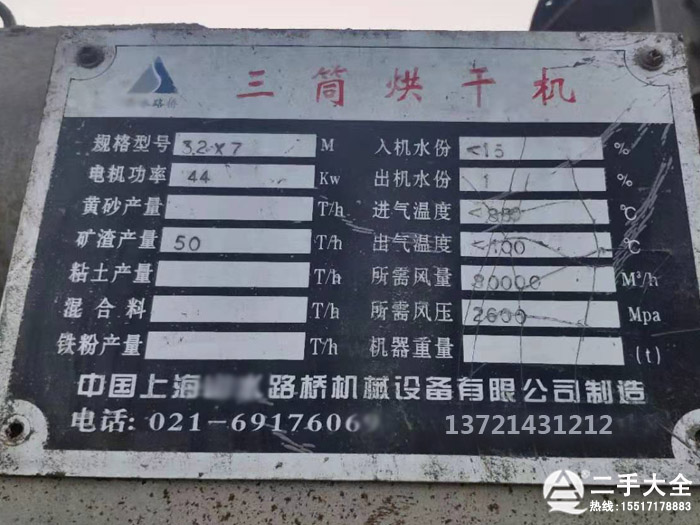 路桥
三筒烘干机
规格型号 3.2×7 M 入机水份 <15 %
电机功率 44 Kw 出机水份 1 %
黄砂产量 T/h 进气温度 ℃
矿渣产量 50 T/h 出气温度 <100 ℃
粘土产量 T/h 所需风量 80000 M³/h
混合料 T/h 所需风压 2600 Mpa
铁粉产量 T/h 机器重量 (t)
中国上海 路桥机械设备有限公司制造
电话: 021-6917606
13721431212
二手大全
热线: 15517178883